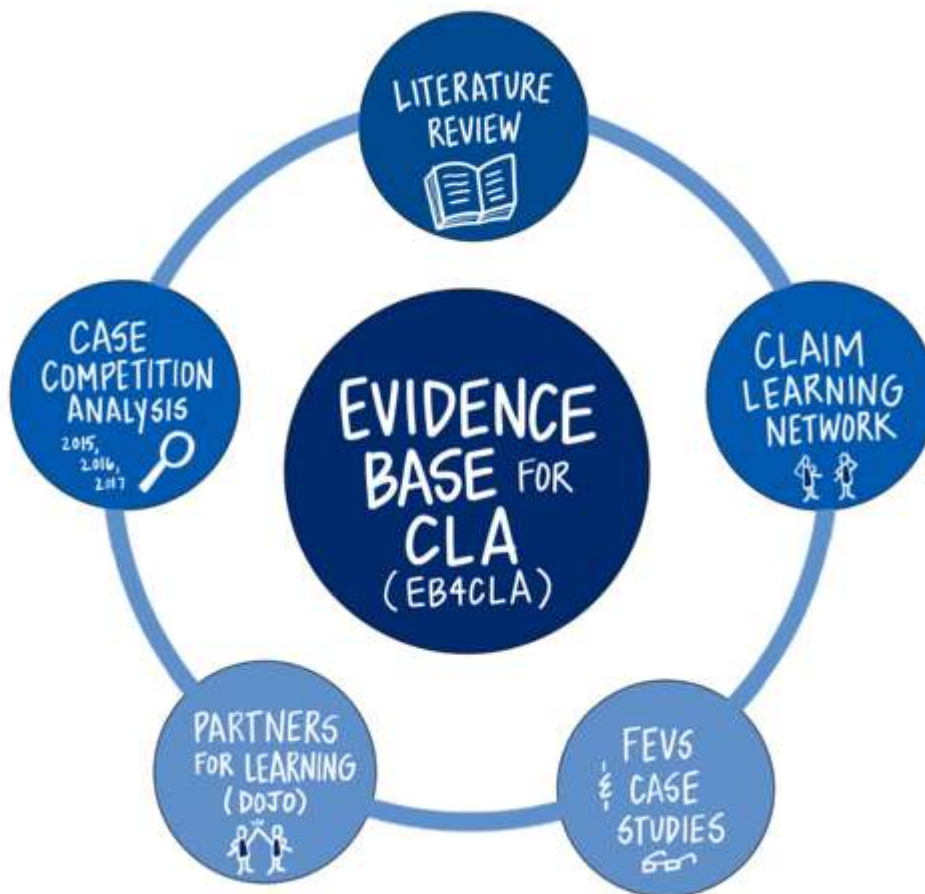 LITERATURE
REVIEW
CLAIM
LEARNING
NETWORK
FEVS
& CASE
STUDIES
PARTNERS
FOR LEARNING
(DOJO)
CASE
COMPETITION
ANALYSIS
2015,
2016,
2017
EVIDENCE
BASE FOR
CLA
(EB4CLA)